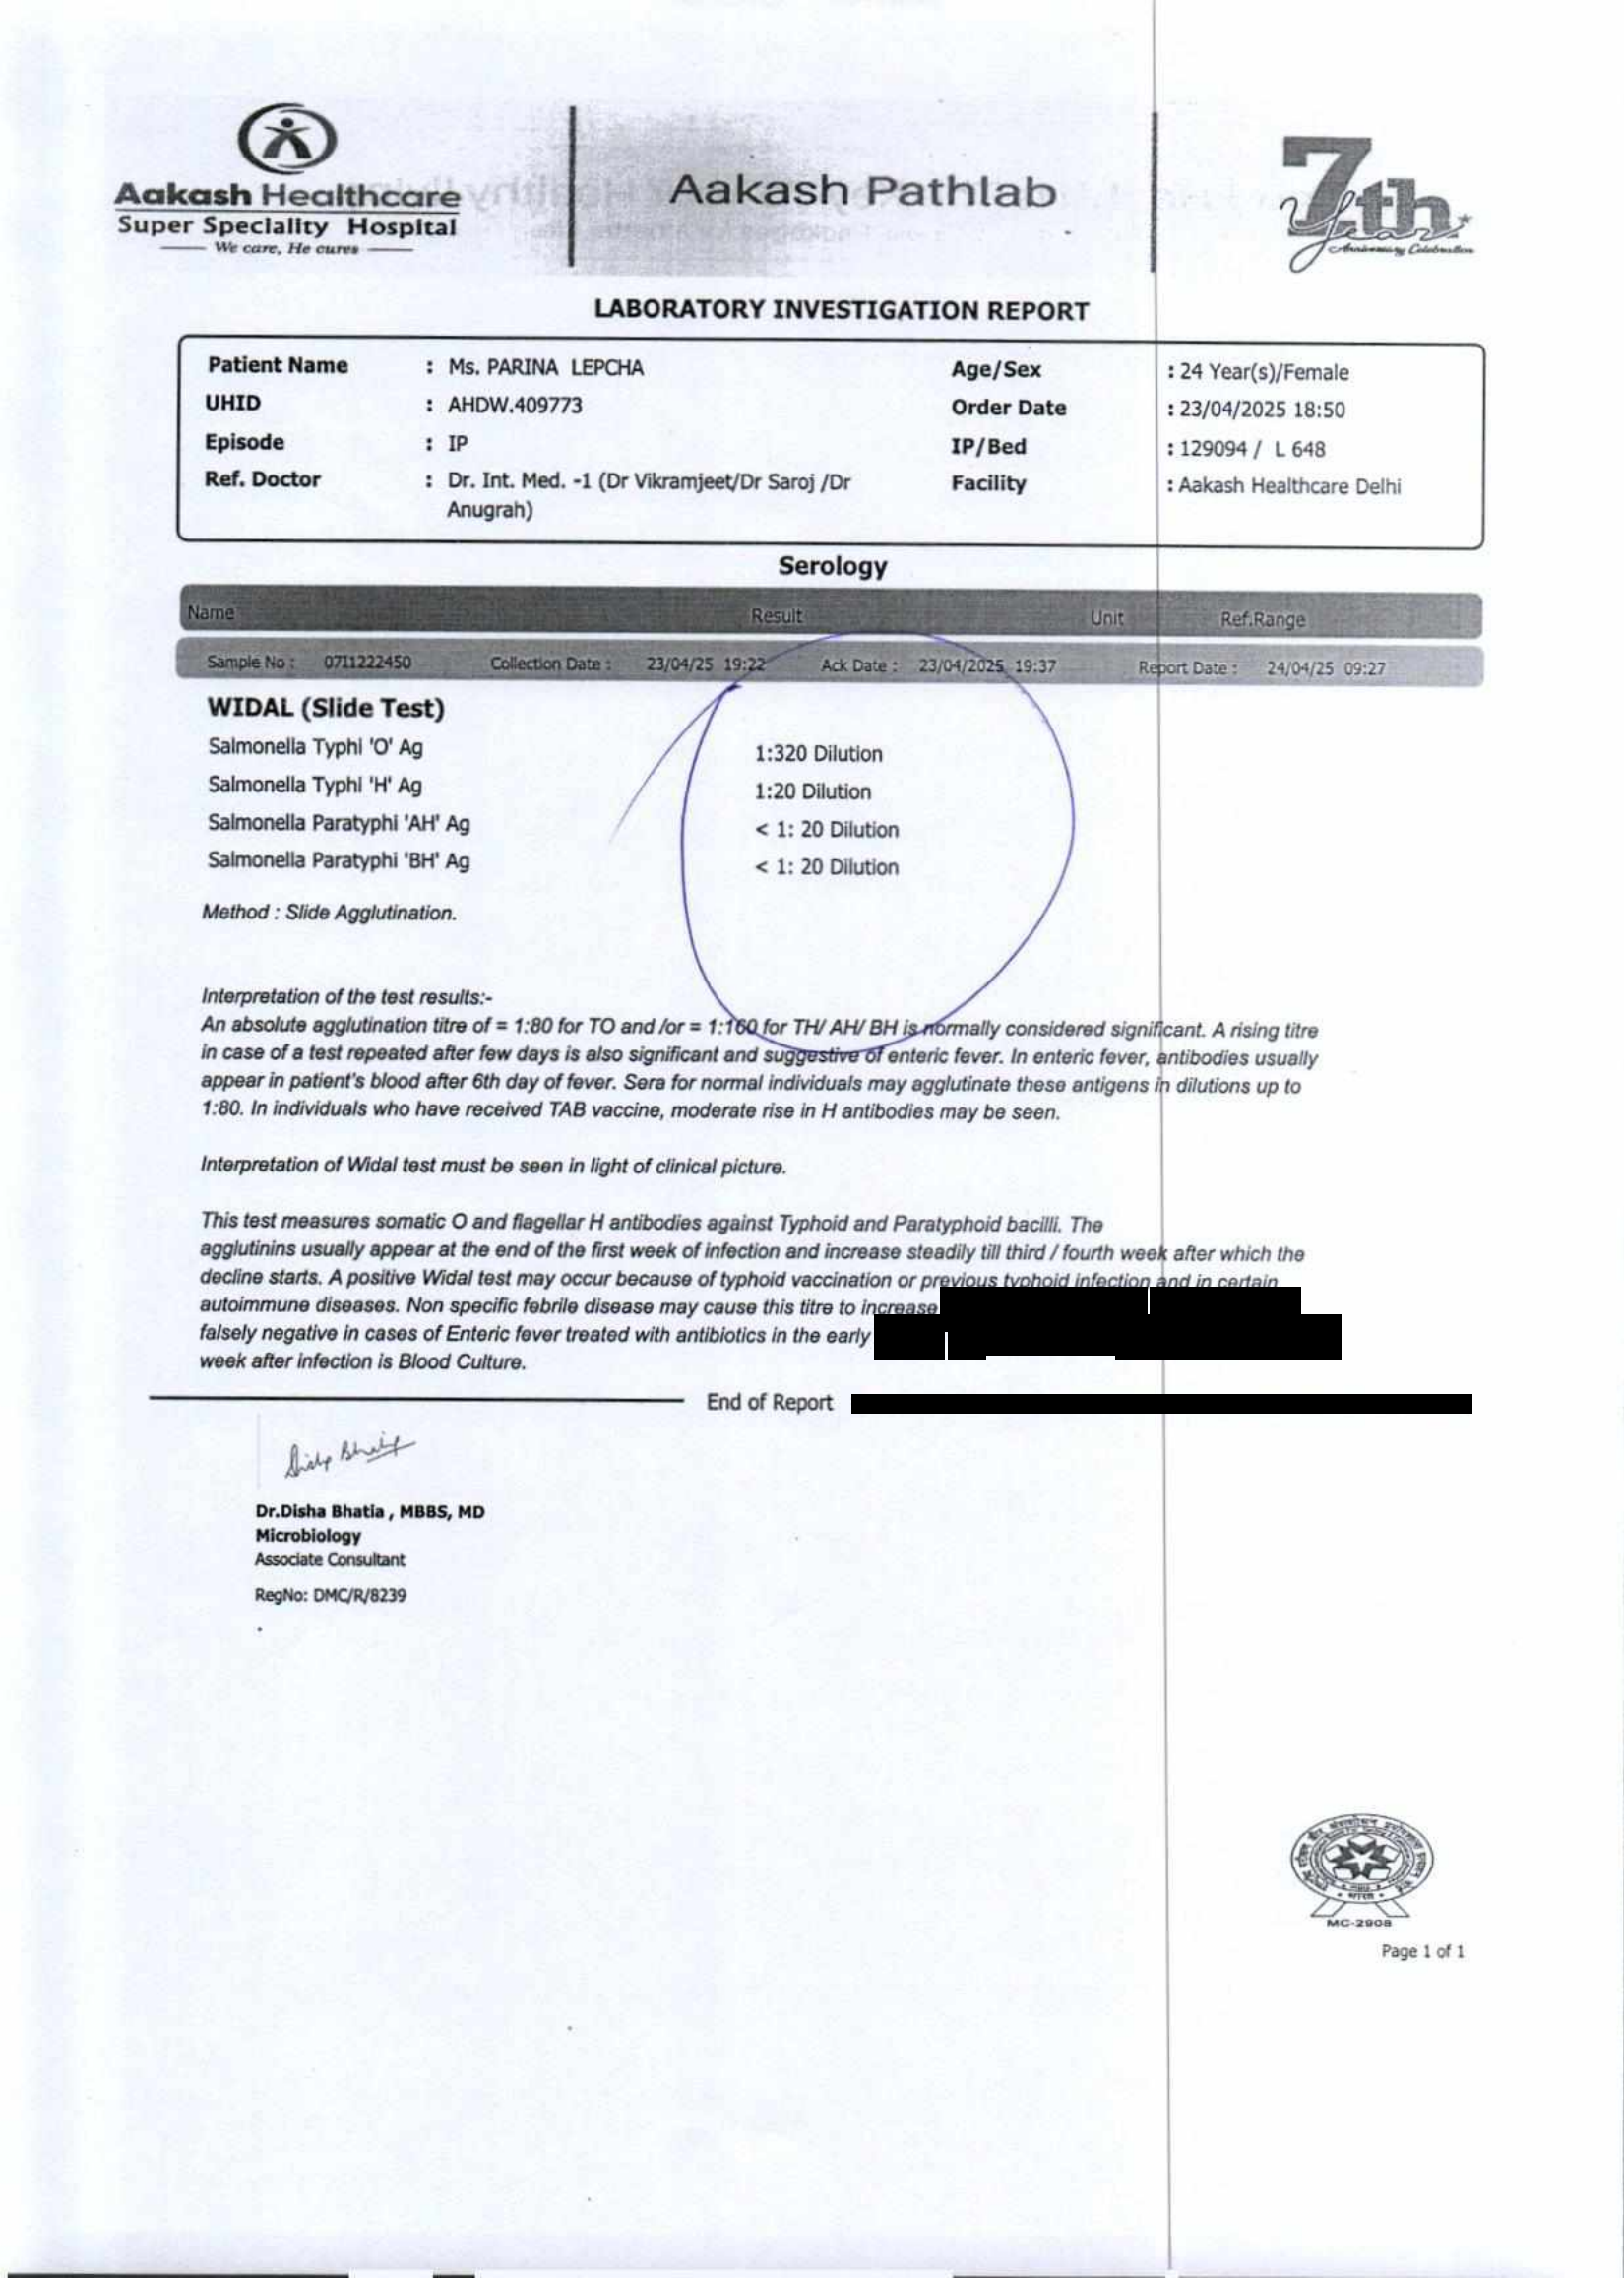 Aakash Healthcare
Super Speciality Hospital
We care, He cures
Aakash Pathlab
7th
Year
Anniversary Celebration
LABORATORY INVESTIGATION REPORT
Patient Name : Ms. PARINA LEPCHA Age/Sex : 24 Year(s)/Female
UHID : AHDW.409773 Order Date : 23/04/2025 18:50
Episode : IP IP/Bed : 129094 / L 648
Ref. Doctor : Dr. Int. Med. -1 (Dr Vikramjeet/Dr Saroj /Dr Facility : Aakash Healthcare Delhi
Anugrah)
Serology
Name Result Unit Ref.Range
Sample No : 0711222450 Collection Date : 23/04/25 19:22 Ack Date : 23/04/2025 19:37 Report Date : 24/04/25 09:27
WIDAL (Slide Test)
Salmonella Typhi 'O' Ag 1:320 Dilution
Salmonella Typhi 'H' Ag 1:20 Dilution
Salmonella Paratyphi 'AH' Ag < 1: 20 Dilution
Salmonella Paratyphi 'BH' Ag < 1: 20 Dilution
Method : Slide Agglutination.
Interpretation of the test results:-
An absolute agglutination titre of = 1:80 for TO and /or = 1:160 for TH/ AH/ BH is normally considered significant. A rising titre
in case of a test repeated after few days is also significant and suggestive of enteric fever. In enteric fever, antibodies usually
appear in patient's blood after 6th day of fever. Sera for normal individuals may agglutinate these antigens in dilutions up to
1:80. In individuals who have received TAB vaccine, moderate rise in H antibodies may be seen.
Interpretation of Widal test must be seen in light of clinical picture.
This test measures somatic O and flagellar H antibodies against Typhoid and Paratyphoid bacilli. The
agglutinins usually appear at the end of the first week of infection and increase steadily till third / fourth week after which the
decline starts. A positive Widal test may occur because of typhoid vaccination or previous typhoid infection and in certain
autoimmune diseases. Non specific febrile disease may cause this titre to increase
falsely negative in cases of Enteric fever treated with antibiotics in the early
week after infection is Blood Culture.
End of Report
Disha Bhatia
Dr.Disha Bhatia , MBBS, MD
Microbiology
Associate Consultant
RegNo: DMC/R/8239
MC-2908
Page 1 of 1